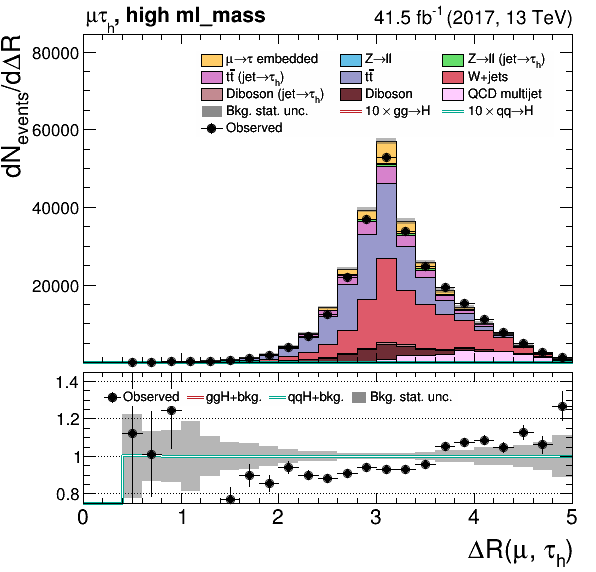 μτh, high ml_mass 41.5 fb⁻¹ (2017, 13 TeV)
dNevents/dΔR
μ→τ embedded Z→ll Z→ll (jet→τh)
tt̄ (jet→τh) tt̄ W+jets
Diboson (jet→τh) Diboson QCD multijet
Bkg. stat. unc. 10 × gg→H 10 × qq→H
Observed
80000
60000
40000
20000
Observed ggH+bkg. qqH+bkg. Bkg. stat. unc.
1.4
1.2
1
0.8
0 1 2 3 4 5
ΔR(μ, τh)